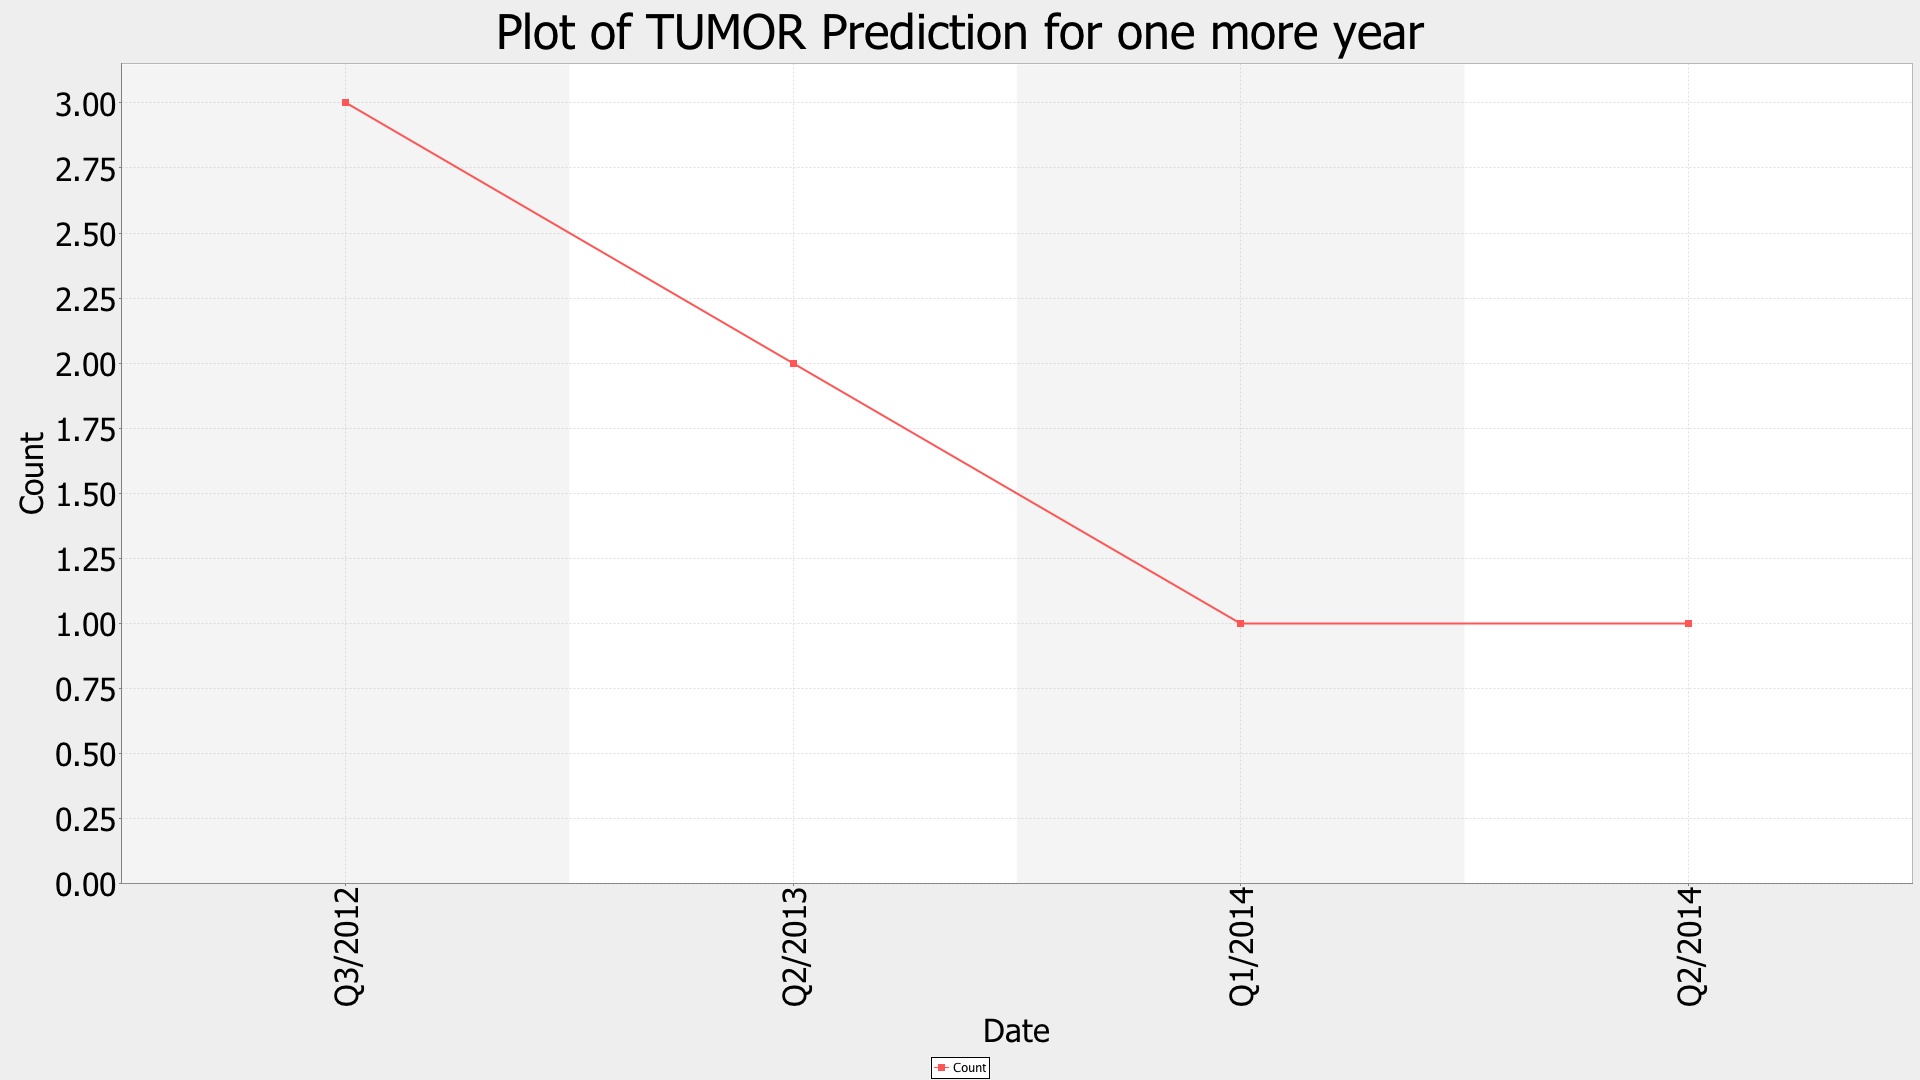 Plot of TUMOR Prediction for one more year
3.00
2.75
2.50
2.25
2.00
1.75
1.50
1.25
1.00
0.75
0.50
0.25
0.00
Count
Q3/2012
Q2/2013
Q1/2014
Q2/2014
Date
Count